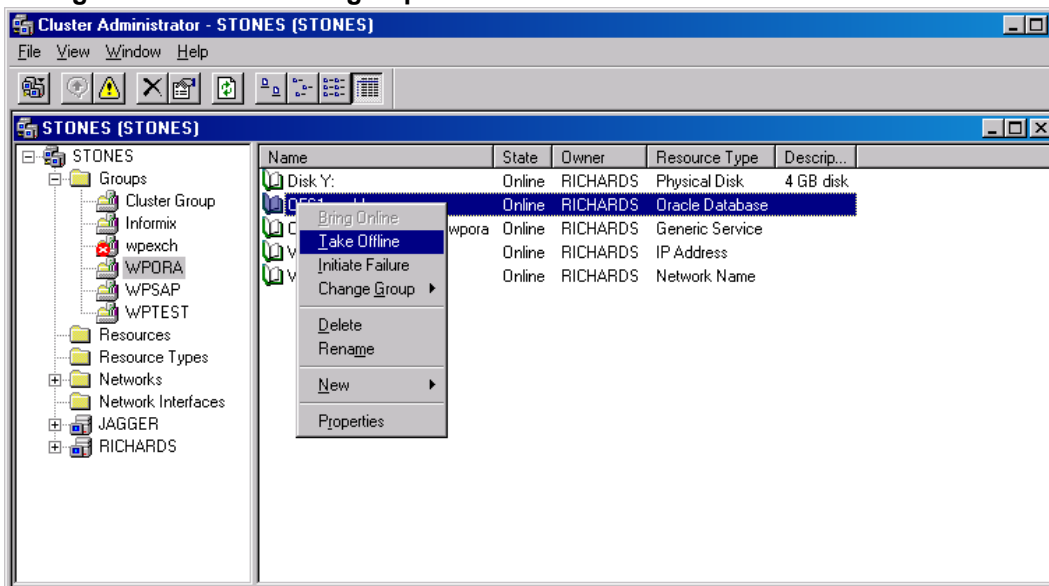 Cluster Administrator - STONES (STONES)
File View Window Help
STONES (STONES)
STONES
Groups
Cluster Group
Informix
wpexch
WPORA
WPSAP
WPTEST
Resources
Resource Types
Networks
Network Interfaces
JAGGER
RICHARDS
Name State Owner Resource Type Descrip...
Disk Y: Online RICHARDS Physical Disk 4 GB disk
Online RICHARDS Oracle Database
wpora Online RICHARDS Generic Service
V Online RICHARDS IP Address
V Online RICHARDS Network Name
Bring Online
Take Offline
Initiate Failure
Change Group
Delete
Rename
New
Properties